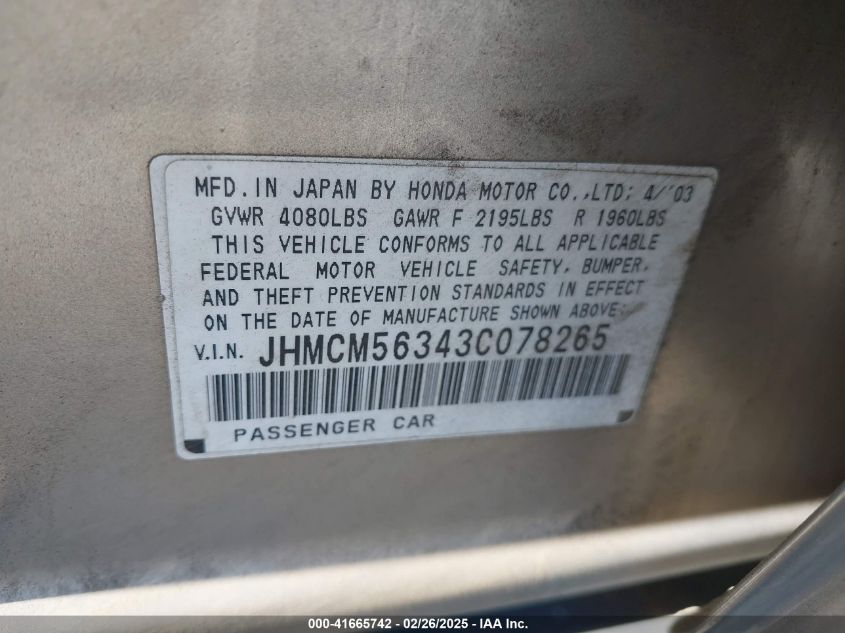 MFD. IN JAPAN BY HONDA MOTOR CO.,LTD; 4/'03
GVWR 4080LBS GAWR F 2195LBS R 1960LBS
THIS VEHICLE CONFORMS TO ALL APPLICABLE
FEDERAL MOTOR VEHICLE SAFETY, BUMPER,
AND THEFT PREVENTION STANDARDS IN EFFECT
ON THE DATE OF MANUFACTURE SHOWN ABOVE.
V.I.N. JHMCM56343C078265
PASSENGER CAR
000-41665742 - 02/26/2025 - IAA Inc.